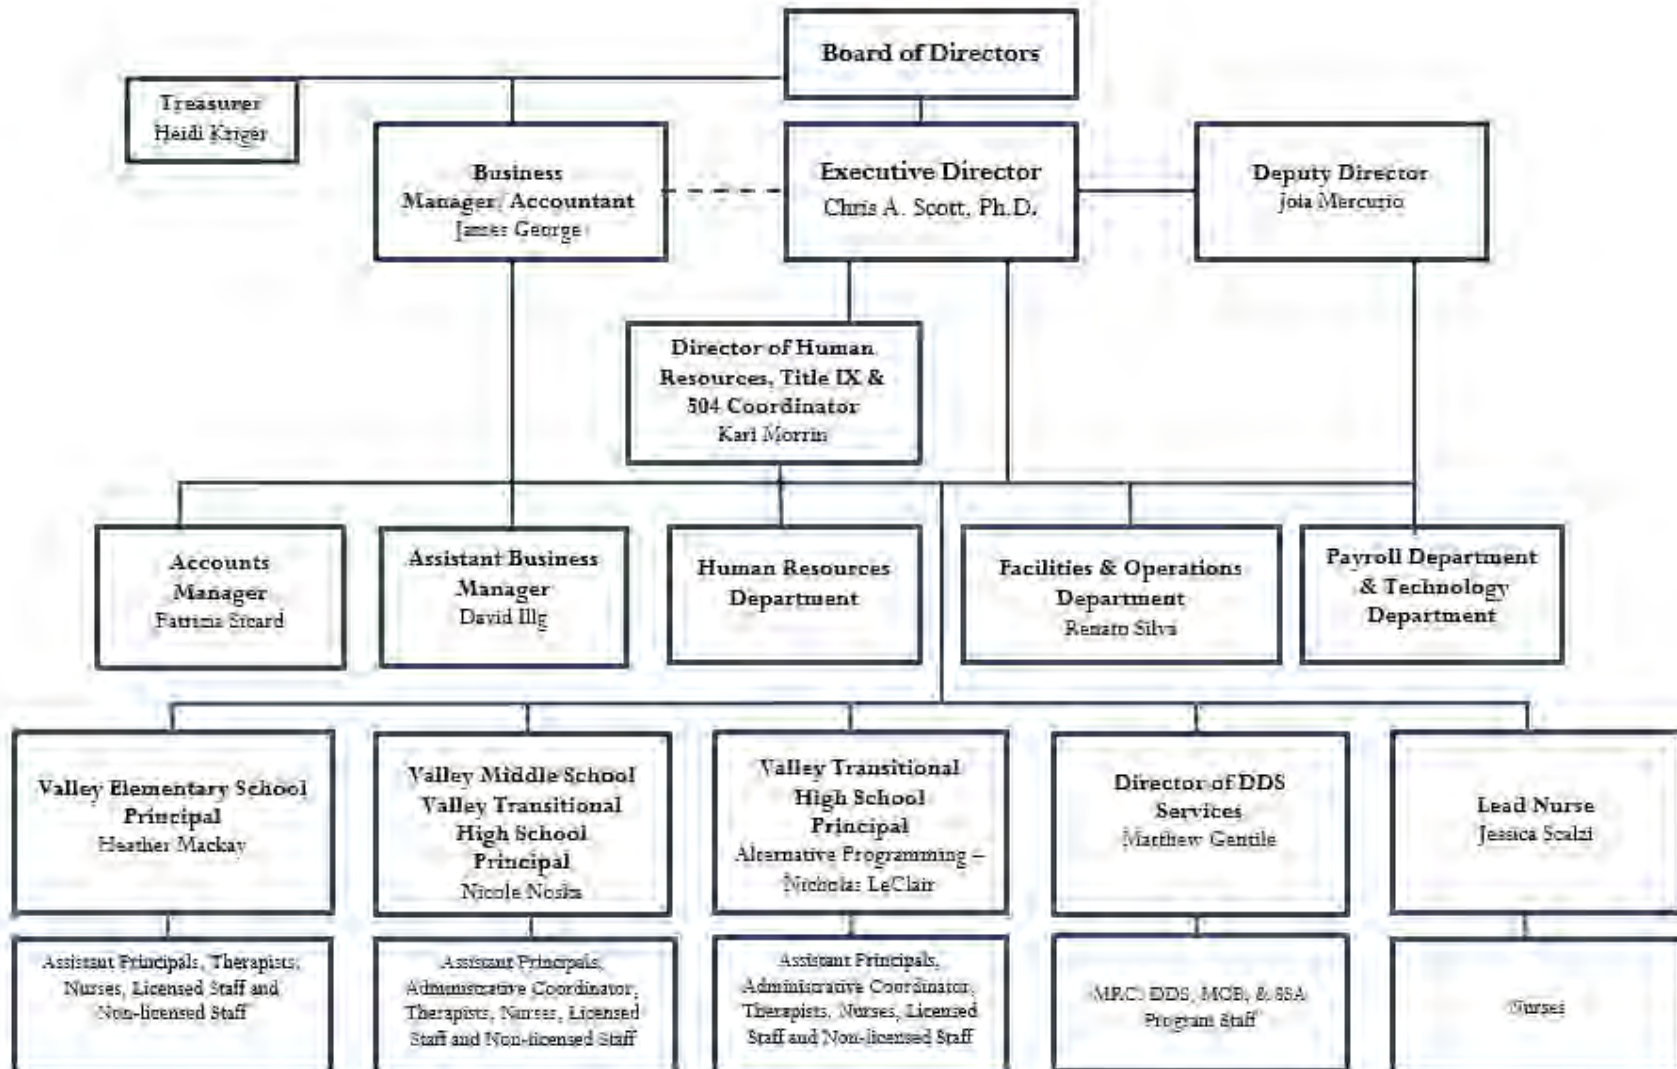 Board of Directors
Treasurer
Heidi Kriger
Business
Manager/Accountant
James George
Executive Director
Chris A. Scott, Ph.D.
Deputy Director
Joia Mercurio
Director of Human
Resources, Title IX &
504 Coordinator
Kari Morrin
Accounts
Manager
Patrizia Sicard
Assistant Business
Manager
David Illg
Human Resources
Department
Facilities & Operations
Department
Renato Silva
Payroll Department
& Technology
Department
Valley Elementary School
Principal
Heather Mackay
Valley Middle School
Valley Transitional
High School
Principal
Nicole Noska
Valley Transitional
High School
Principal
Alternative Programming –
Nicholas LeClair
Director of DDS
Services
Matthew Gentile
Lead Nurse
Jessica Scalzi
Assistant Principals, Therapists,
Nurses, Licensed Staff and
Non-licensed Staff
Assistant Principals,
Administrative Coordinator,
Therapists, Nurses, Licensed
Staff and Non-licensed Staff
Assistant Principals,
Administrative Coordinator,
Therapists, Nurses, Licensed
Staff and Non-licensed Staff
MRC, DDS, MCB, & SSA
Program Staff
Nurses